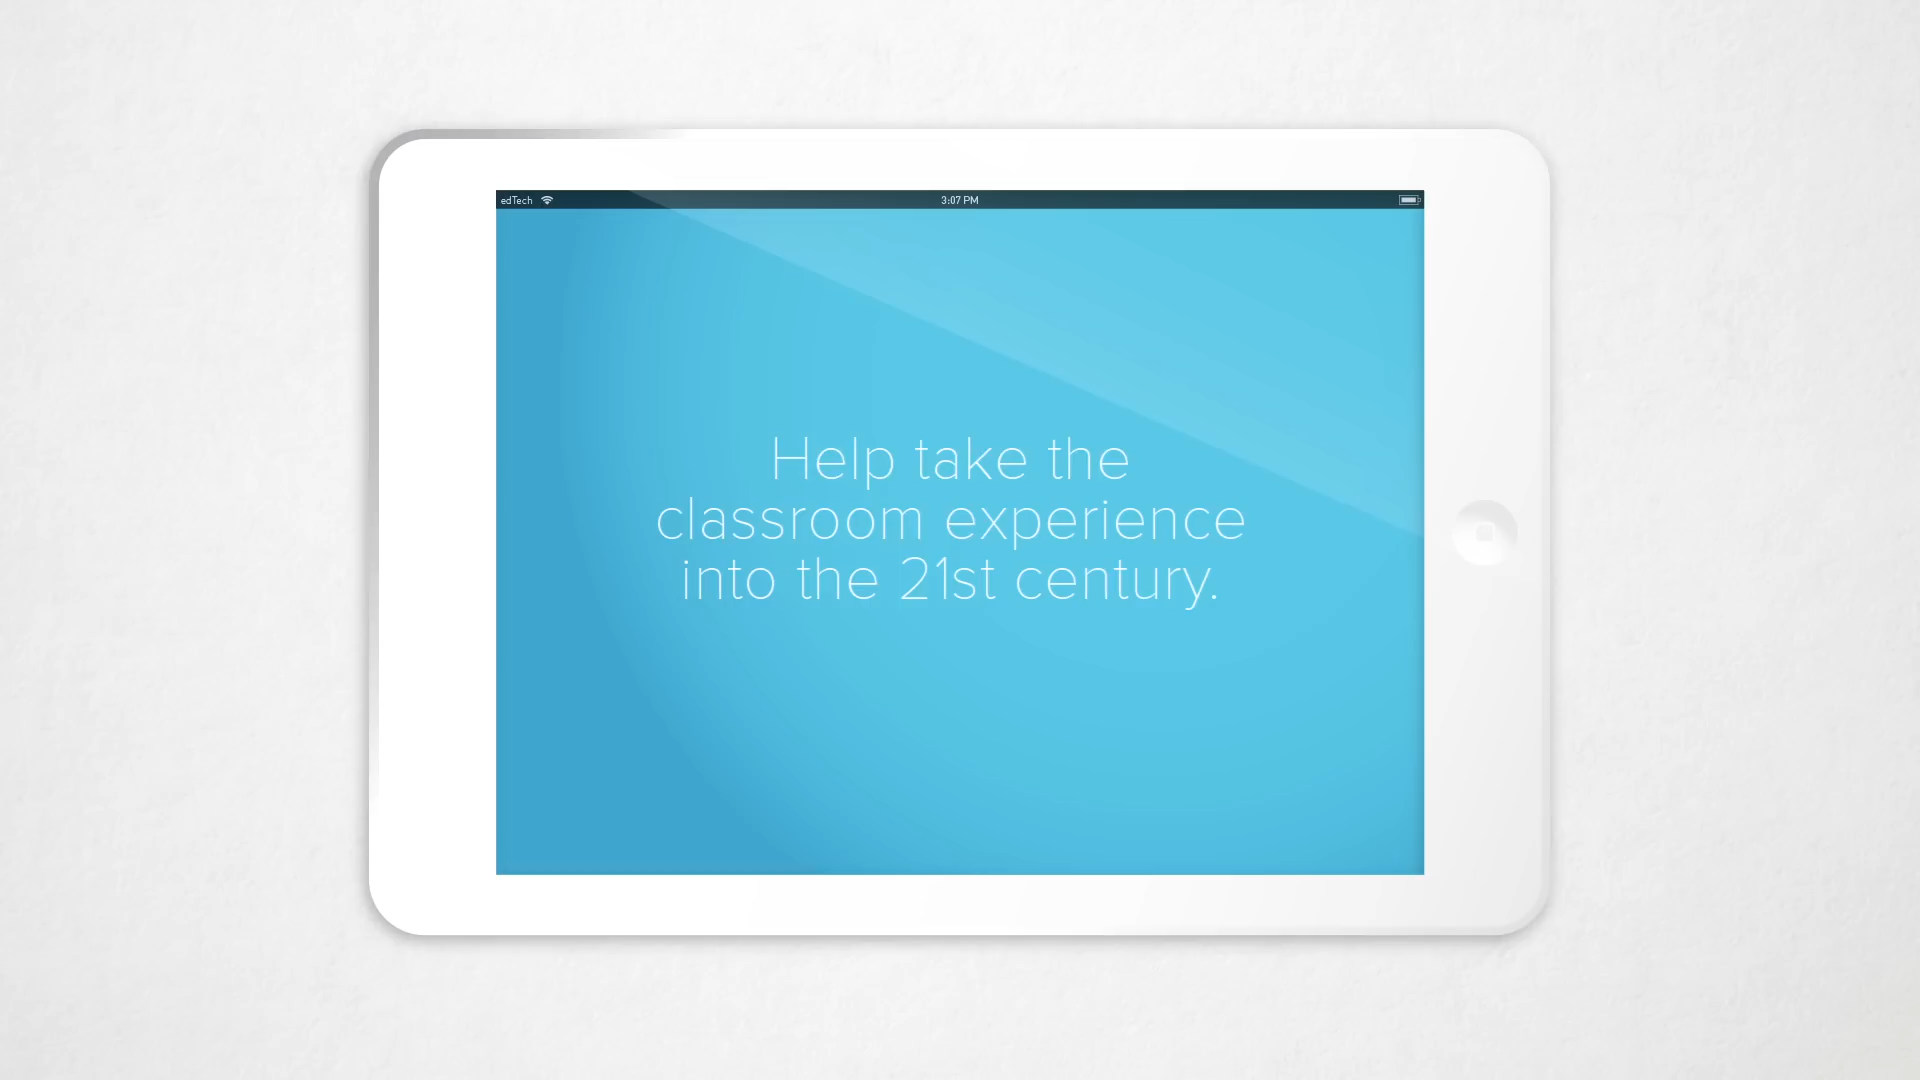 edTech 3:07 PM
Help take the
classroom experience
into the 21st century.